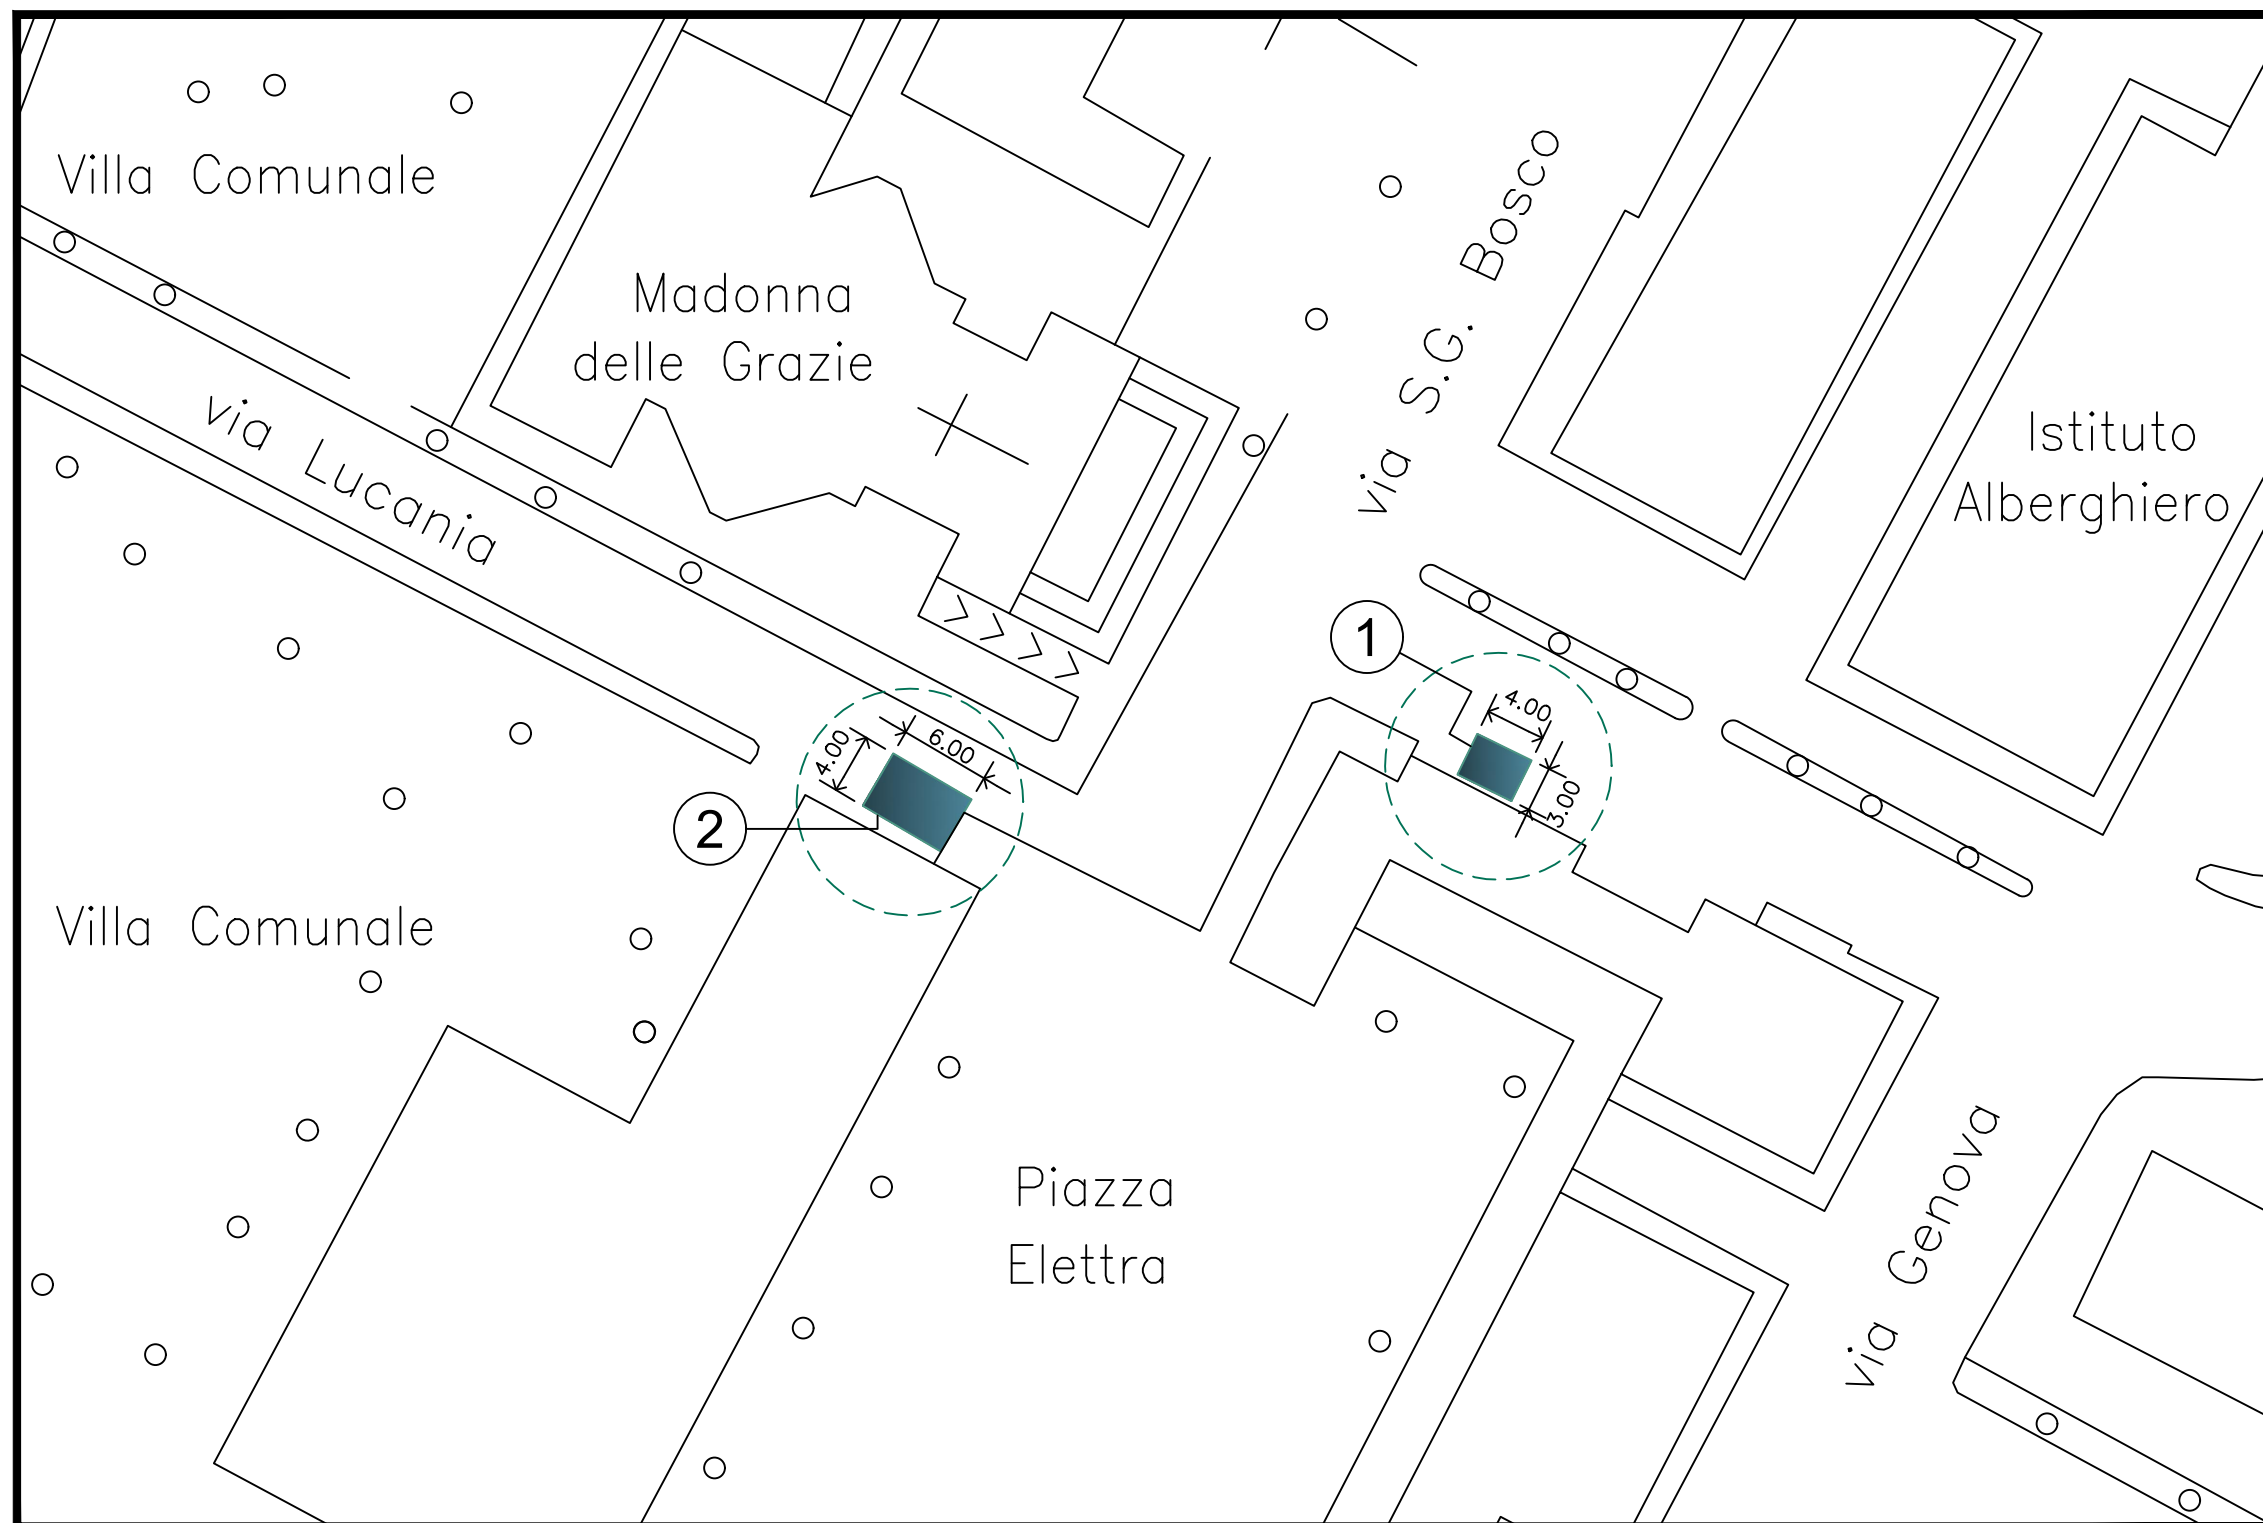 Villa Comunale
Madonna
delle Grazie
via S.G. Bosco
via Lucania
Istituto
Alberghiero
1
4.00
3.00
6.00
4.00
2
Villa Comunale
Piazza
Elettra
via Genova